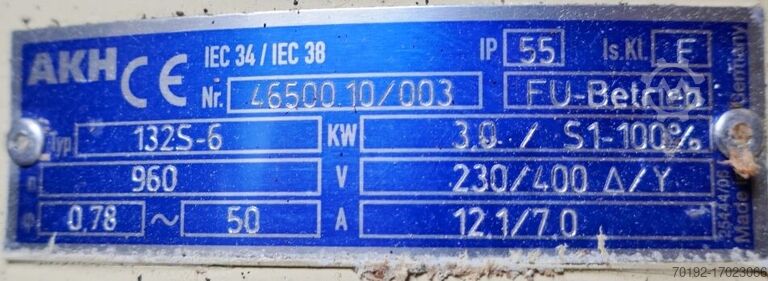 AKH CE IEC 34 / IEC 38 IP 55 Is. Kl. F
Nr. 46500.10/003 FU-Betrieb
Typ 132S-6 KW 3.0 / S1-100%
n 960 V 230/400 Δ/Y
0.78 ~ 50 A 12.1/7.0
Made Germany
70192-17023066